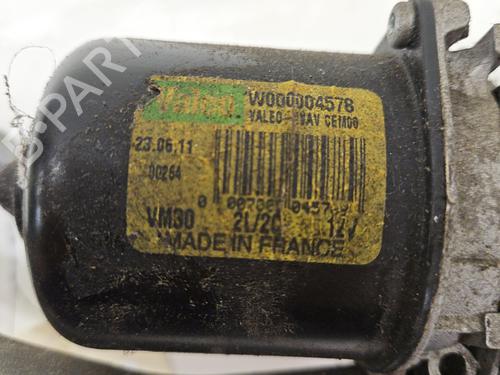 B-PARTS
Valeo
W000004578
VALEO
23.06.11
00264
VM30 2L/2C 12V
MADE IN FRANCE